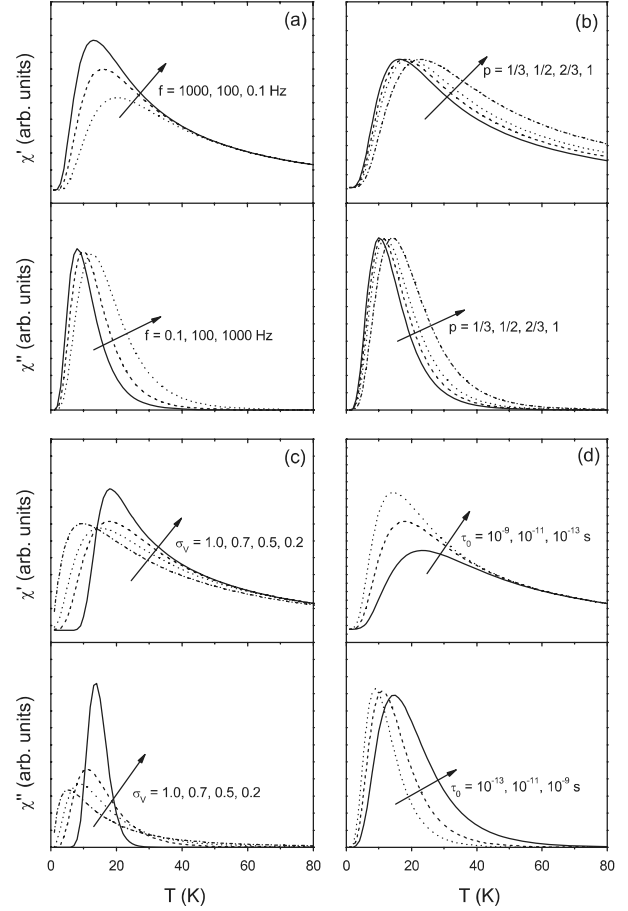 (a)
χ' (arb. units)
f = 1000, 100, 0.1 Hz
χ'' (arb. units)
f = 0.1, 100, 1000 Hz
(b)
p = 1/3, 1/2, 2/3, 1
p = 1/3, 1/2, 2/3, 1
(c)
χ' (arb. units)
σV = 1.0, 0.7, 0.5, 0.2
χ'' (arb. units)
σV = 1.0, 0.7, 0.5, 0.2
0 20 40 60 80
T (K)
(d)
τ0 = 10⁻⁹, 10⁻¹¹, 10⁻¹³ s
τ0 = 10⁻¹³, 10⁻¹¹, 10⁻⁹ s
0 20 40 60 80
T (K)